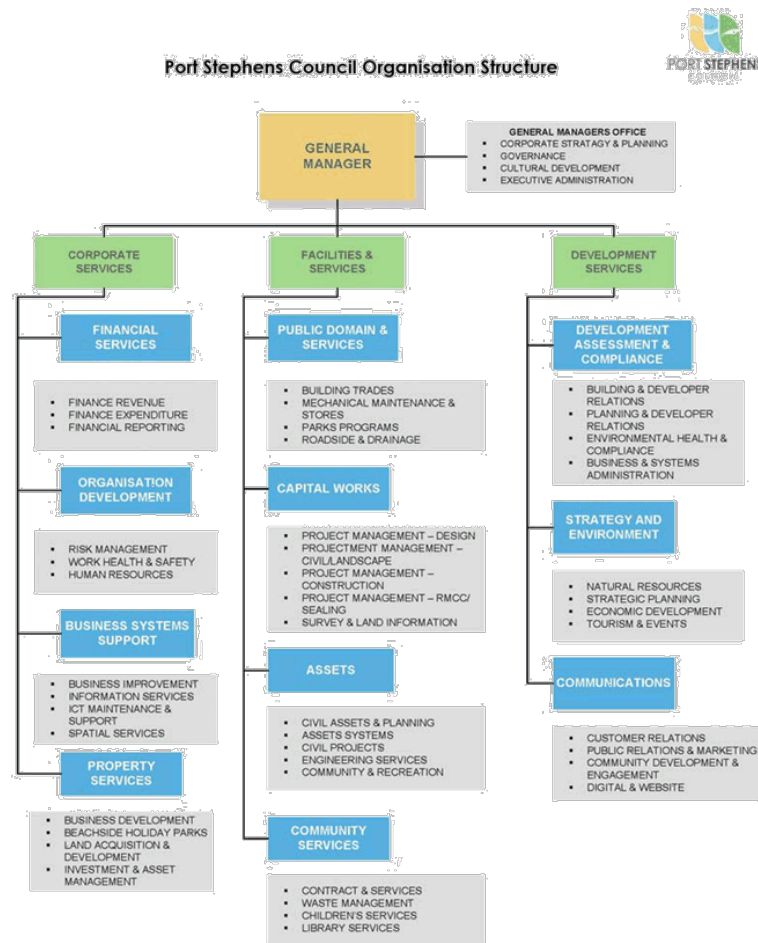 Port Stephens Council Organisation Structure
PORT STEPHENS
COUNCIL
GENERAL
MANAGER
GENERAL MANAGERS OFFICE
▪ CORPORATE STRATAGY & PLANNING
▪ GOVERNANCE
▪ CULTURAL DEVELOPMENT
▪ EXECUTIVE ADMINISTRATION
CORPORATE
SERVICES
FINANCIAL
SERVICES
▪ FINANCE REVENUE
▪ FINANCE EXPENDITURE
▪ FINANCIAL REPORTING
ORGANISATION
DEVELOPMENT
▪ RISK MANAGEMENT
▪ WORK HEALTH & SAFETY
▪ HUMAN RESOURCES
BUSINESS SYSTEMS
SUPPORT
▪ BUSINESS IMPROVEMENT
▪ INFORMATION SERVICES
▪ ICT MAINTENANCE &
SUPPORT
▪ SPATIAL SERVICES
PROPERTY
SERVICES
▪ BUSINESS DEVELOPMENT
▪ BEACHSIDE HOLIDAY PARKS
▪ LAND ACQUISITION &
DEVELOPMENT
▪ INVESTMENT & ASSET
MANAGEMENT
FACILITIES &
SERVICES
PUBLIC DOMAIN &
SERVICES
▪ BUILDING TRADES
▪ MECHANICAL MAINTENANCE &
STORES
▪ PARKS PROGRAMS
▪ ROADSIDE & DRAINAGE
CAPITAL WORKS
▪ PROJECT MANAGEMENT – DESIGN
▪ PROJECTMENT MANAGEMENT –
CIVIL/LANDSCAPE
▪ PROJECT MANAGEMENT –
CONSTRUCTION
▪ PROJECT MANAGEMENT – RMCC/
SEALING
▪ SURVEY & LAND INFORMATION
ASSETS
▪ CIVIL ASSETS & PLANNING
▪ ASSETS SYSTEMS
▪ CIVIL PROJECTS
▪ ENGINEERING SERVICES
▪ COMMUNITY & RECREATION
COMMUNITY
SERVICES
▪ CONTRACT & SERVICES
▪ WASTE MANAGEMENT
▪ CHILDREN'S SERVICES
▪ LIBRARY SERVICES
DEVELOPMENT
SERVICES
DEVELOPMENT
ASSESSMENT &
COMPLIANCE
▪ BUILDING & DEVELOPER
RELATIONS
▪ PLANNING & DEVELOPER
RELATIONS
▪ ENVIRONMENTAL HEALTH &
COMPLIANCE
▪ BUSINESS & SYSTEMS
ADMINISTRATION
STRATEGY AND
ENVIRONMENT
▪ NATURAL RESOURCES
▪ STRATEGIC PLANNING
▪ ECONOMIC DEVELOPMENT
▪ TOURISM & EVENTS
COMMUNICATIONS
▪ CUSTOMER RELATIONS
▪ PUBLIC RELATIONS & MARKETING
▪ COMMUNITY DEVELOPMENT &
ENGAGEMENT
▪ DIGITAL & WEBSITE